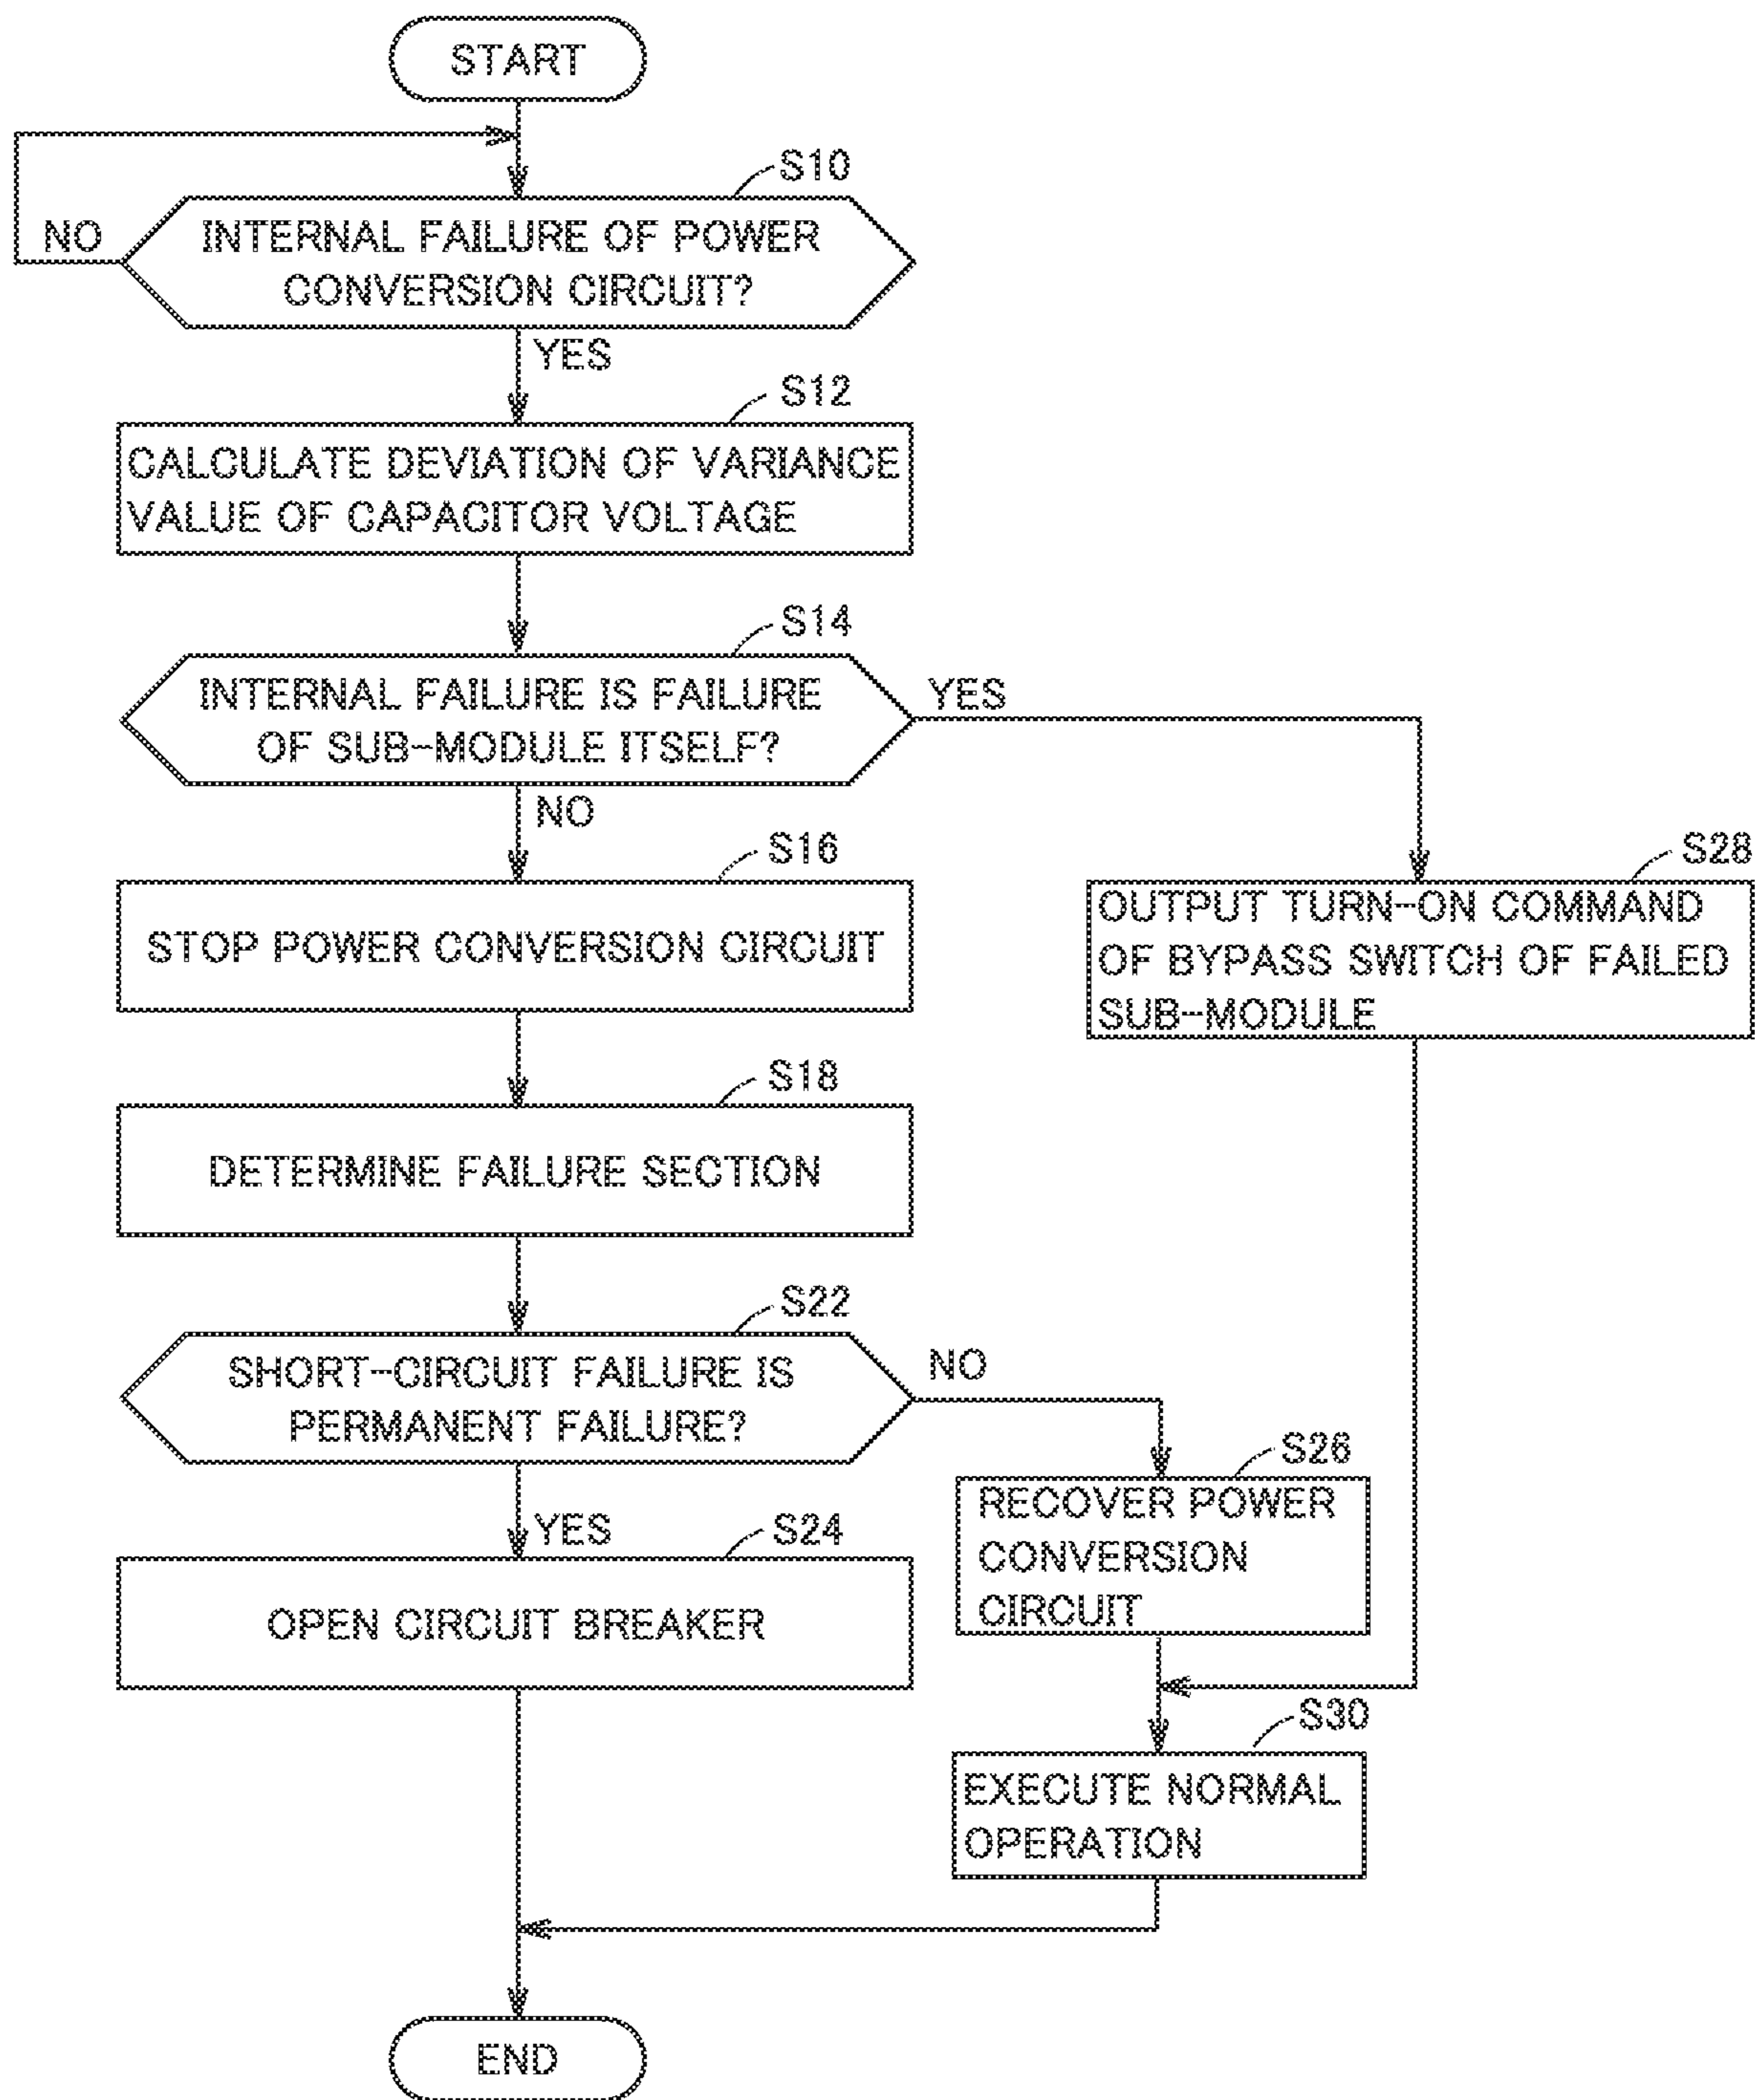 START
S10
NO
INTERNAL FAILURE OF POWER
CONVERSION CIRCUIT?
YES
S12
CALCULATE DEVIATION OF VARIANCE
VALUE OF CAPACITOR VOLTAGE
S14
INTERNAL FAILURE IS FAILURE
OF SUB-MODULE ITSELF?
YES
NO
S16
STOP POWER CONVERSION CIRCUIT
S28
OUTPUT TURN-ON COMMAND
OF BYPASS SWITCH OF FAILED
SUB-MODULE
S18
DETERMINE FAILURE SECTION
S22
SHORT-CIRCUIT FAILURE IS
PERMANENT FAILURE?
NO
YES
S26
RECOVER POWER
CONVERSION
CIRCUIT
S24
OPEN CIRCUIT BREAKER
S30
EXECUTE NORMAL
OPERATION
END